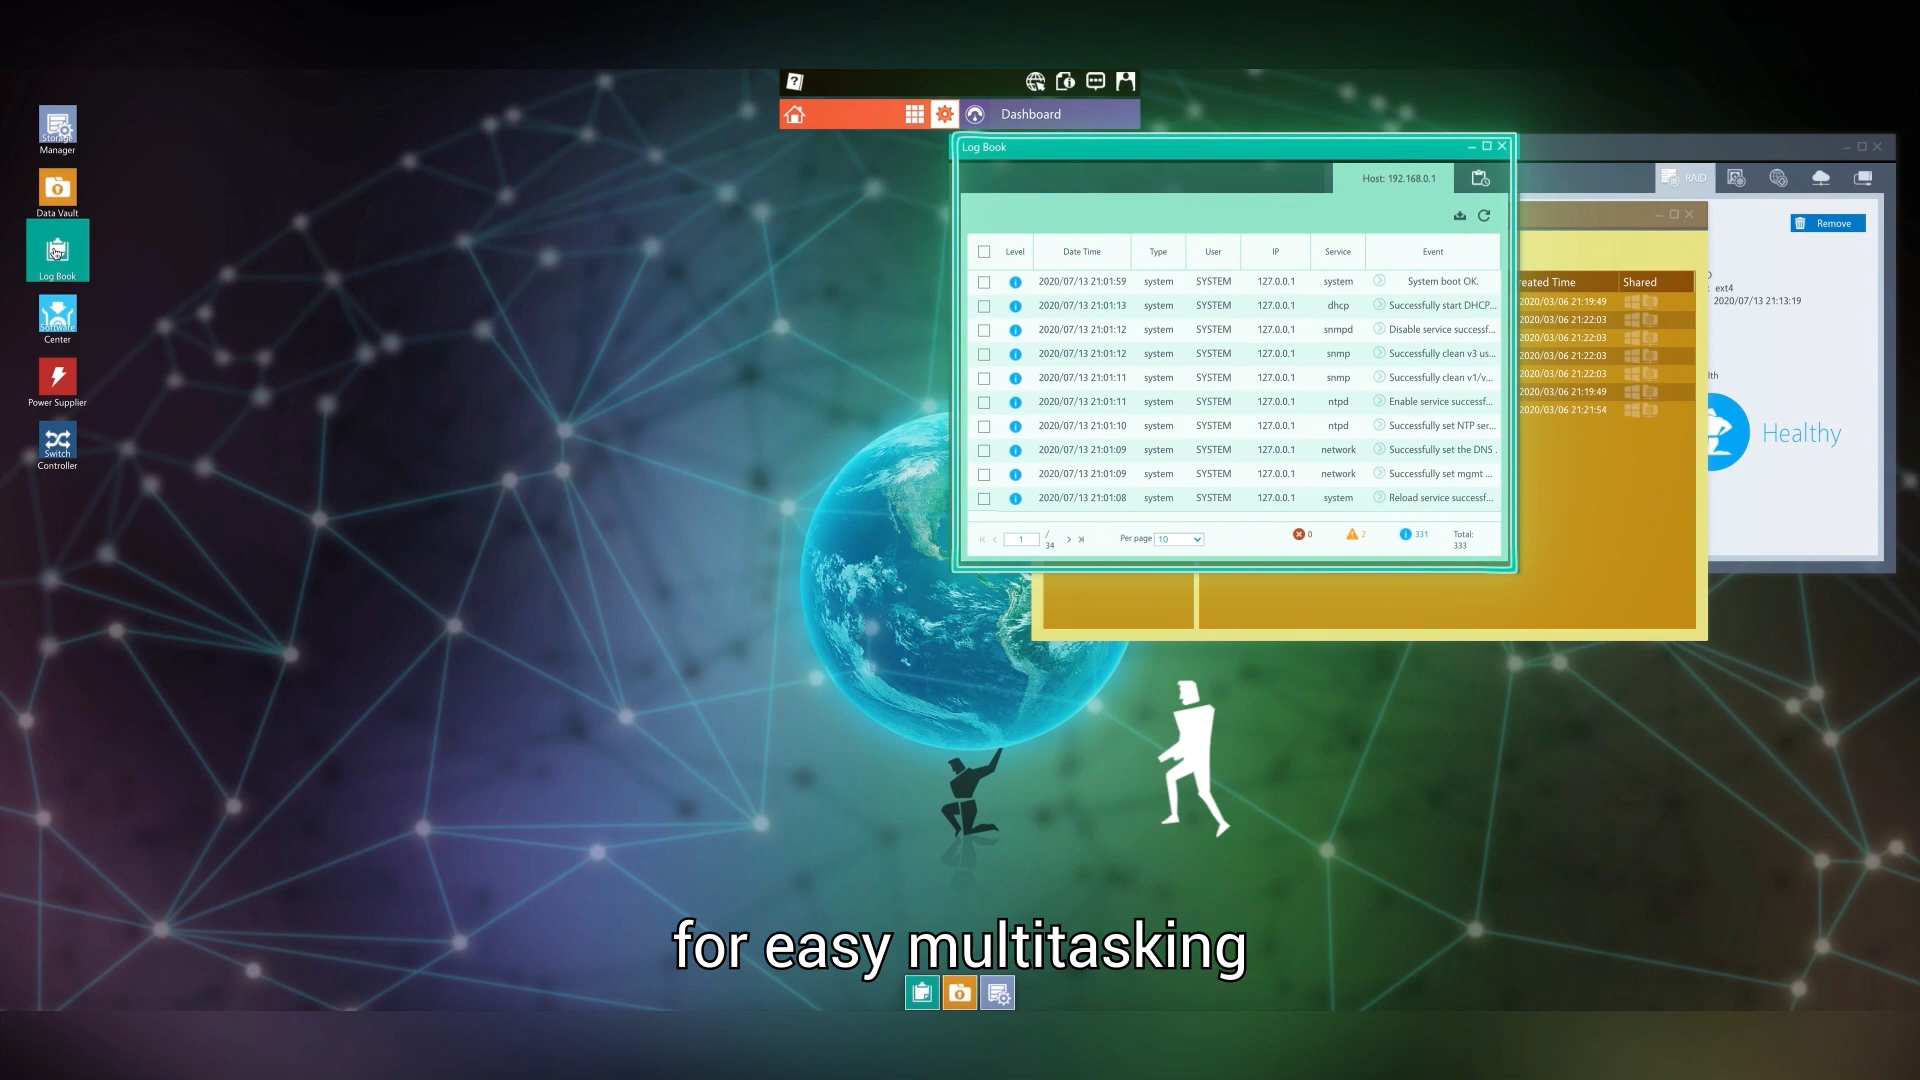 Dashboard
Storage
Manager
Data Vault
Log Book
Software
Center
Power Supplier
Switch
Controller
Log Book
Host: 192.168.0.1
Level Date Time Type User IP Service Event
2020/07/13 21:01:59 system SYSTEM 127.0.0.1 system System boot OK.
2020/07/13 21:01:13 system SYSTEM 127.0.0.1 dhcp Successfully start DHCP...
2020/07/13 21:01:12 system SYSTEM 127.0.0.1 snmpd Disable service successf...
2020/07/13 21:01:12 system SYSTEM 127.0.0.1 snmp Successfully clean v3 us...
2020/07/13 21:01:11 system SYSTEM 127.0.0.1 snmp Successfully clean v1/v...
2020/07/13 21:01:11 system SYSTEM 127.0.0.1 ntpd Enable service successf...
2020/07/13 21:01:10 system SYSTEM 127.0.0.1 ntpd Successfully set NTP ser...
2020/07/13 21:01:09 system SYSTEM 127.0.0.1 network Successfully set the DNS .
2020/07/13 21:01:09 system SYSTEM 127.0.0.1 network Successfully set mgmt ...
2020/07/13 21:01:08 system SYSTEM 127.0.0.1 system Reload service successf...
1 / 34 Per page 10 0 2 331 Total: 333
eated Time Shared
2020/03/06 21:19:49
2020/03/06 21:22:03
2020/03/06 21:22:03
2020/03/06 21:22:03
2020/03/06 21:22:03
2020/03/06 21:19:49
2020/03/06 21:21:54
RAID
Remove
ext4
2020/07/13 21:13:19
lth
Healthy
for easy multitasking